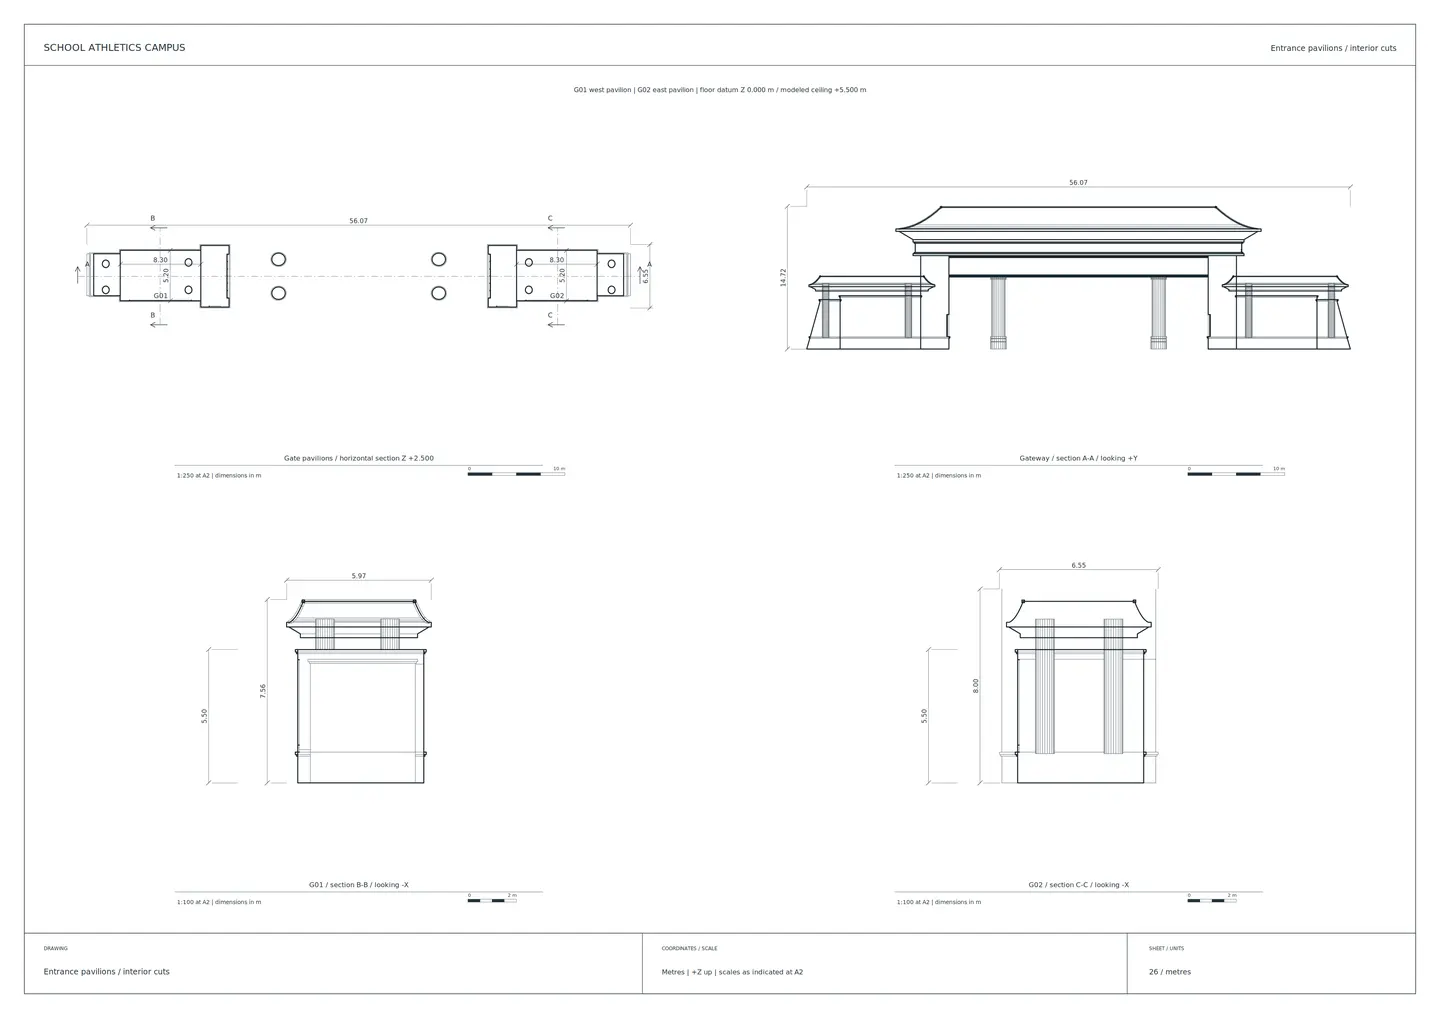 SCHOOL ATHLETICS CAMPUS
Entrance pavilions / interior cuts
G01 west pavilion | G02 east pavilion | floor datum Z 0.000 m / modeled ceiling +5.500 m
56.07
B
C
A
8.30
5.20
G01
8.30
5.20
G02
A
6.55
B
C
Gate pavilions / horizontal section Z +2.500
1:250 at A2 | dimensions in m
0
10 m
56.07
14.72
Gateway / section A-A / looking +Y
1:250 at A2 | dimensions in m
0
10 m
5.97
7.56
5.50
G01 / section B-B / looking -X
1:100 at A2 | dimensions in m
0
2 m
6.55
8.00
5.50
G02 / section C-C / looking -X
1:100 at A2 | dimensions in m
0
2 m
DRAWING
Entrance pavilions / interior cuts
COORDINATES / SCALE
Metres | +Z up | scales as indicated at A2
SHEET / UNITS
26 / metres